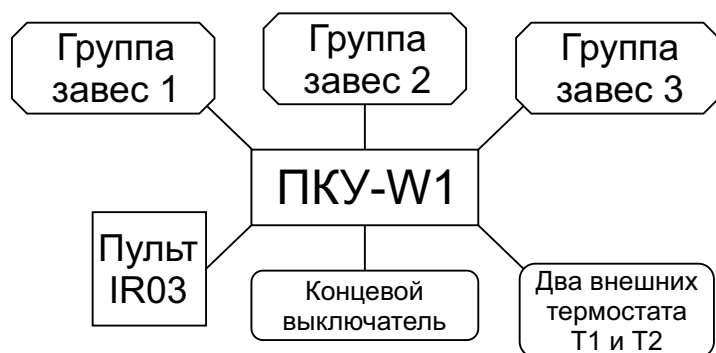 Группа
завес 1
Группа
завес 2
Группа
завес 3
ПКУ-W1
Пульт
IR03
Концевой
выключатель
Два внешних
термостата
Т1 и Т2